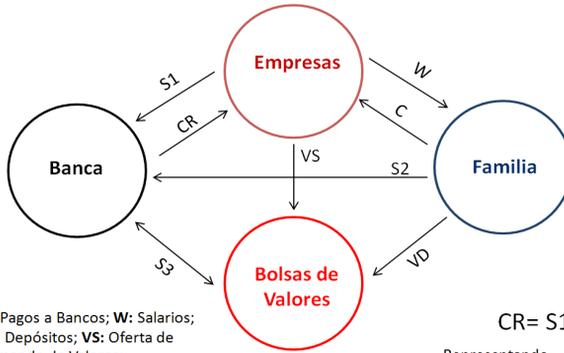 Empresas
S1
CR
W
C
VS
S2
Banca
Familia
S3
VD
Bolsas de
Valores
Pagos a Bancos; W: Salarios;
Depósitos; VS: Oferta de
CR= S1